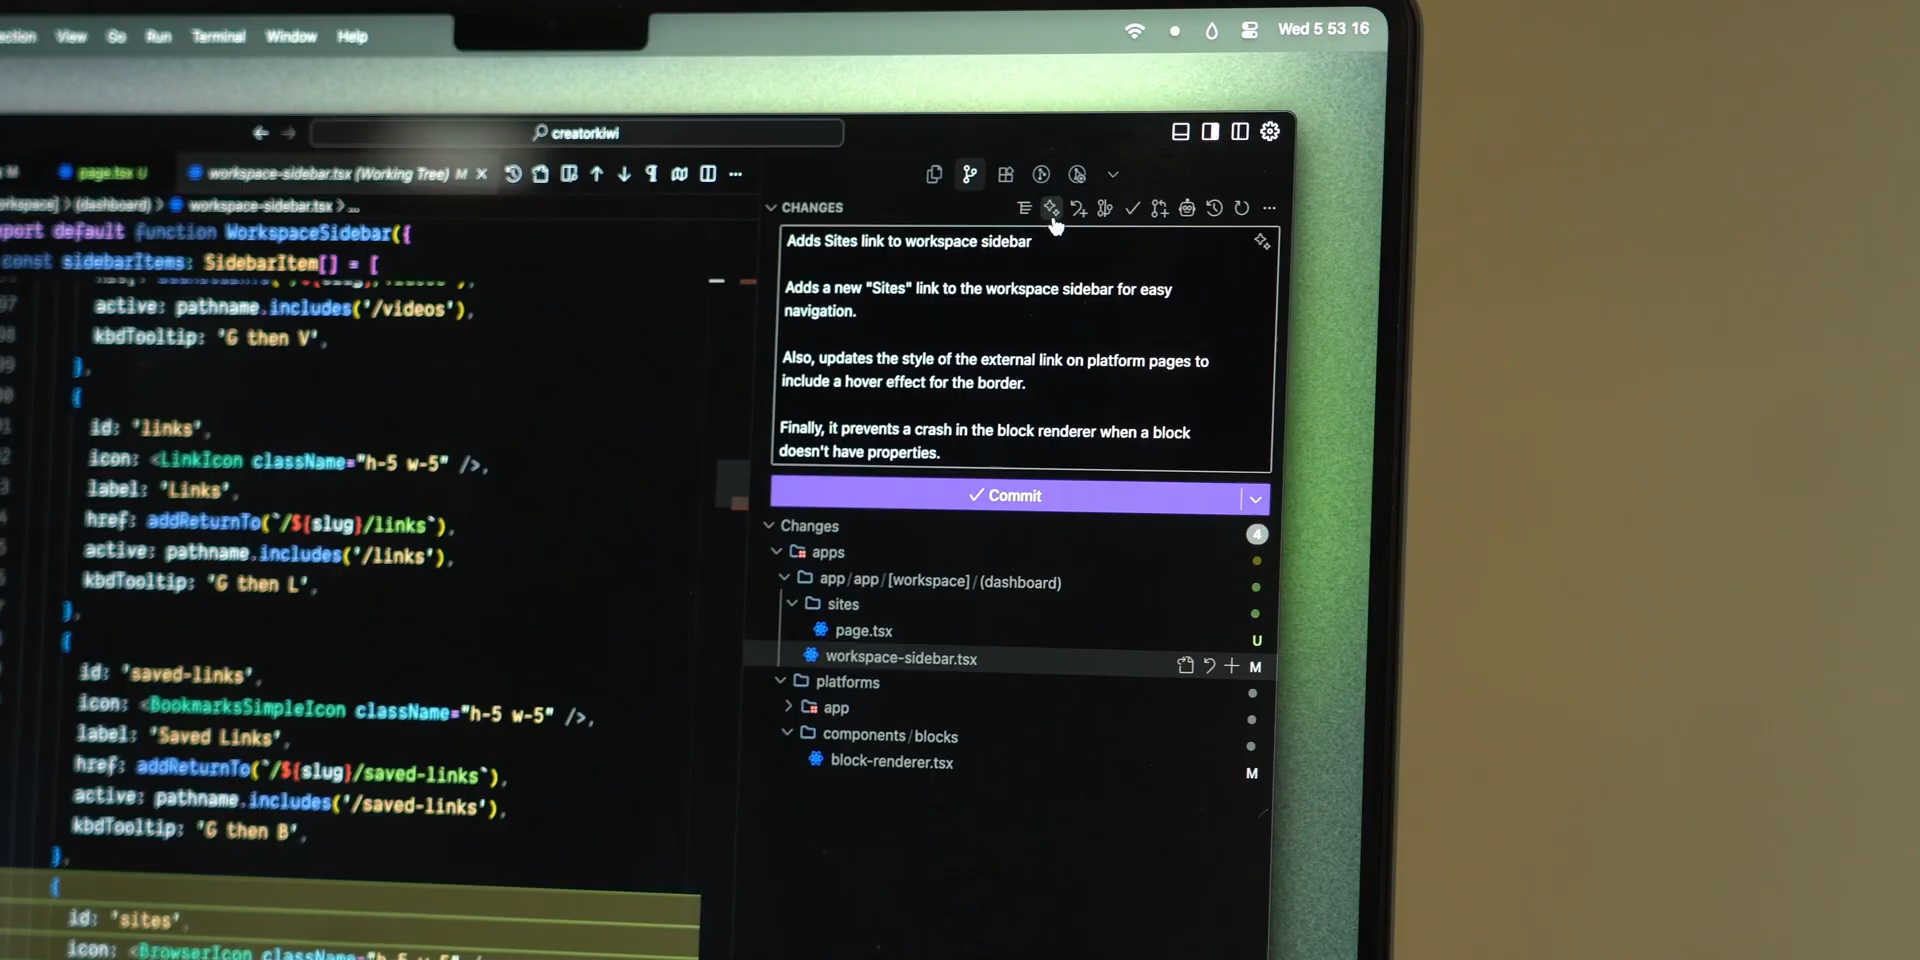 View Go Run Terminal Window Help
Wed 5 53 16
creatorkiwi
page.tsx U
workspace-sidebar.tsx (Working Tree) M
(dashboard) > workspace-sidebar.tsx > ...
default function WorkspaceSidebar({
const sidebarItems: SidebarItem[] = [
active: pathname.includes('/videos'),
kbdTooltip: 'G then V',
},
{
id: 'links',
icon: <LinkIcon className="h-5 w-5" />,
label: 'Links',
href: addReturnTo(`/${slug}/links`),
active: pathname.includes('/links'),
kbdTooltip: 'G then L',
},
{
id: 'saved-links',
icon: <BookmarksSimpleIcon className="h-5 w-5" />,
label: 'Saved Links',
href: addReturnTo(`/${slug}/saved-links`),
active: pathname.includes('/saved-links'),
kbdTooltip: 'G then B',
},
{
id: 'sites',
icon: <BrowserIcon className="h-5 w-5" /
CHANGES
Adds Sites link to workspace sidebar
Adds a new "Sites" link to the workspace sidebar for easy
navigation.
Also, updates the style of the external link on platform pages to
include a hover effect for the border.
Finally, it prevents a crash in the block renderer when a block
doesn't have properties.
Commit
Changes 4
apps
app/app/[workspace]/(dashboard)
sites
page.tsx U
workspace-sidebar.tsx M
platforms
app
components/blocks
block-renderer.tsx M